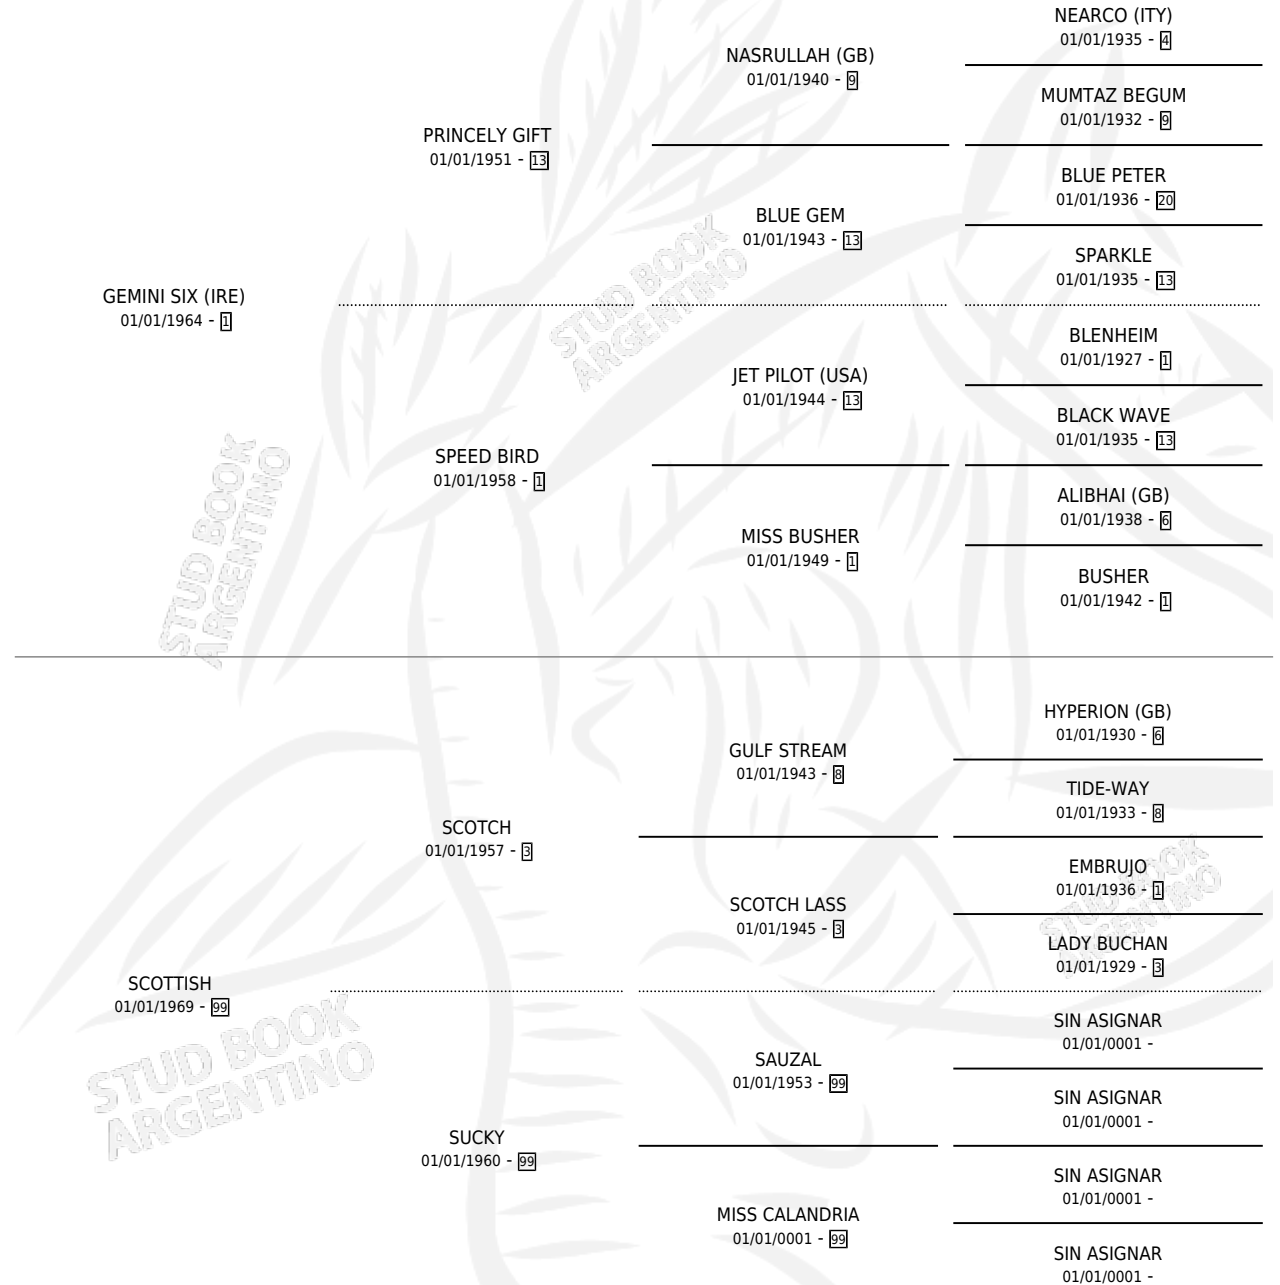 NEARCO (ITY)
01/01/1935 - 4
NASRULLAH (GB)
01/01/1940 - 9
MUMTAZ BEGUM
01/01/1932 - 9
PRINCELY GIFT
01/01/1951 - 13
BLUE PETER
01/01/1936 - 20
BLUE GEM
01/01/1943 - 13
SPARKLE
01/01/1935 - 13
GEMINI SIX (IRE)
01/01/1964 - 1
BLENHEIM
01/01/1927 - 1
JET PILOT (USA)
01/01/1944 - 13
BLACK WAVE
01/01/1935 - 13
SPEED BIRD
01/01/1958 - 1
ALIBHAI (GB)
01/01/1938 - 6
MISS BUSHER
01/01/1949 - 1
BUSHER
01/01/1942 - 1
HYPERION (GB)
01/01/1930 - 6
GULF STREAM
01/01/1943 - 8
TIDE-WAY
01/01/1933 - 8
SCOTCH
01/01/1957 - 3
EMBRUJO
01/01/1936 - 1
SCOTCH LASS
01/01/1945 - 3
LADY BUCHAN
01/01/1929 - 3
SCOTTISH
01/01/1969 - 99
SIN ASIGNAR
01/01/0001 -
SAUZAL
01/01/1953 - 99
SIN ASIGNAR
01/01/0001 -
SUCKY
01/01/1960 - 99
SIN ASIGNAR
01/01/0001 -
MISS CALANDRIA
01/01/0001 - 99
SIN ASIGNAR
01/01/0001 -
STUD BOOK
ARGENTINO
STUD BOOK
ARGENTINO
STUD BOOK
ARGENTINO
STUD BOOK
ARGENTINO